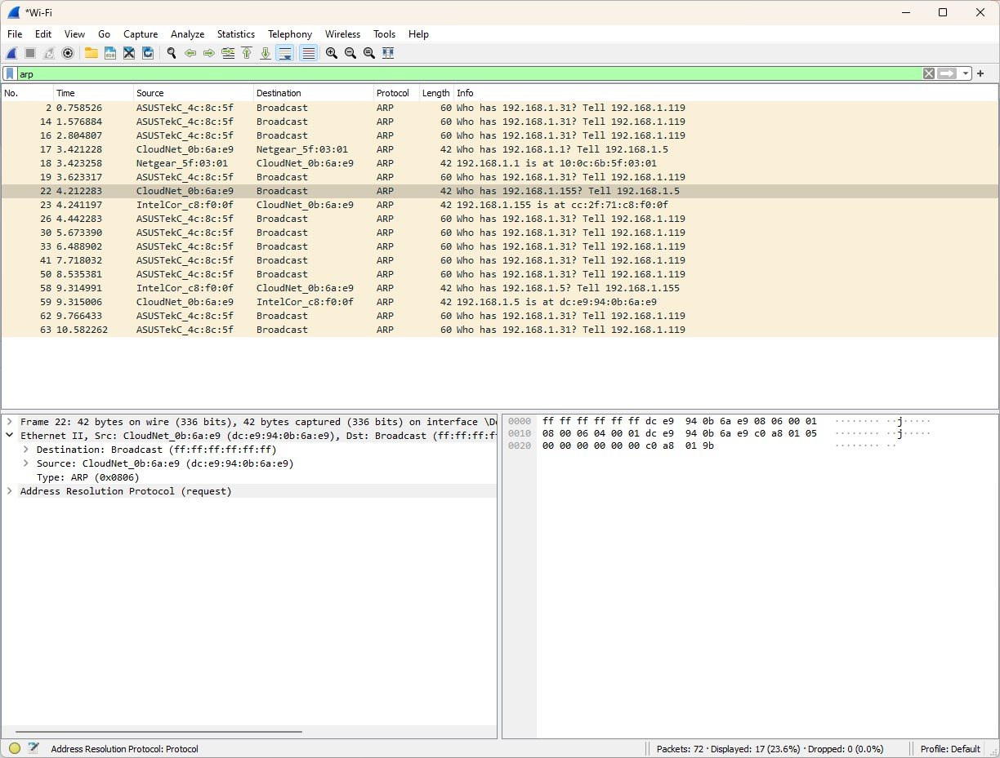 *Wi-Fi
File Edit View Go Capture Analyze Statistics Telephony Wireless Tools Help
arp
No. Time Source Destination Protocol Length Info
2 0.758526 ASUSTekC_4c:8c:5f Broadcast ARP 60 Who has 192.168.1.31? Tell 192.168.1.119
14 1.576884 ASUSTekC_4c:8c:5f Broadcast ARP 60 Who has 192.168.1.31? Tell 192.168.1.119
16 2.804807 ASUSTekC_4c:8c:5f Broadcast ARP 60 Who has 192.168.1.31? Tell 192.168.1.119
17 3.421228 CloudNet_0b:6a:e9 Netgear_5f:03:01 ARP 42 Who has 192.168.1.1? Tell 192.168.1.5
18 3.423258 Netgear_5f:03:01 CloudNet_0b:6a:e9 ARP 42 192.168.1.1 is at 10:0c:6b:5f:03:01
19 3.623317 ASUSTekC_4c:8c:5f Broadcast ARP 60 Who has 192.168.1.31? Tell 192.168.1.119
22 4.212283 CloudNet_0b:6a:e9 Broadcast ARP 42 Who has 192.168.1.155? Tell 192.168.1.5
23 4.241197 IntelCor_c8:f0:0f CloudNet_0b:6a:e9 ARP 42 192.168.1.155 is at cc:2f:71:c8:f0:0f
26 4.442283 ASUSTekC_4c:8c:5f Broadcast ARP 60 Who has 192.168.1.31? Tell 192.168.1.119
30 5.673390 ASUSTekC_4c:8c:5f Broadcast ARP 60 Who has 192.168.1.31? Tell 192.168.1.119
33 6.488902 ASUSTekC_4c:8c:5f Broadcast ARP 60 Who has 192.168.1.31? Tell 192.168.1.119
41 7.718032 ASUSTekC_4c:8c:5f Broadcast ARP 60 Who has 192.168.1.31? Tell 192.168.1.119
50 8.535381 ASUSTekC_4c:8c:5f Broadcast ARP 60 Who has 192.168.1.31? Tell 192.168.1.119
58 9.314991 IntelCor_c8:f0:0f CloudNet_0b:6a:e9 ARP 42 Who has 192.168.1.5? Tell 192.168.1.155
59 9.315006 CloudNet_0b:6a:e9 IntelCor_c8:f0:0f ARP 42 192.168.1.5 is at dc:e9:94:0b:6a:e9
62 9.766433 ASUSTekC_4c:8c:5f Broadcast ARP 60 Who has 192.168.1.31? Tell 192.168.1.119
63 10.582262 ASUSTekC_4c:8c:5f Broadcast ARP 60 Who has 192.168.1.31? Tell 192.168.1.119
Frame 22: 42 bytes on wire (336 bits), 42 bytes captured (336 bits) on interface \De
Ethernet II, Src: CloudNet_0b:6a:e9 (dc:e9:94:0b:6a:e9), Dst: Broadcast (ff:ff:ff:ff
Destination: Broadcast (ff:ff:ff:ff:ff:ff)
Source: CloudNet_0b:6a:e9 (dc:e9:94:0b:6a:e9)
Type: ARP (0x0806)
Address Resolution Protocol (request)
0000 ff ff ff ff ff ff dc e9 94 0b 6a e9 08 06 00 01 ········ ··j·····
0010 08 00 06 04 00 01 dc e9 94 0b 6a e9 c0 a8 01 05 ········ ··j·····
0020 00 00 00 00 00 00 c0 a8 01 9b ········ ··
Address Resolution Protocol: Protocol
Packets: 72 · Displayed: 17 (23.6%) · Dropped: 0 (0.0%)
Profile: Default